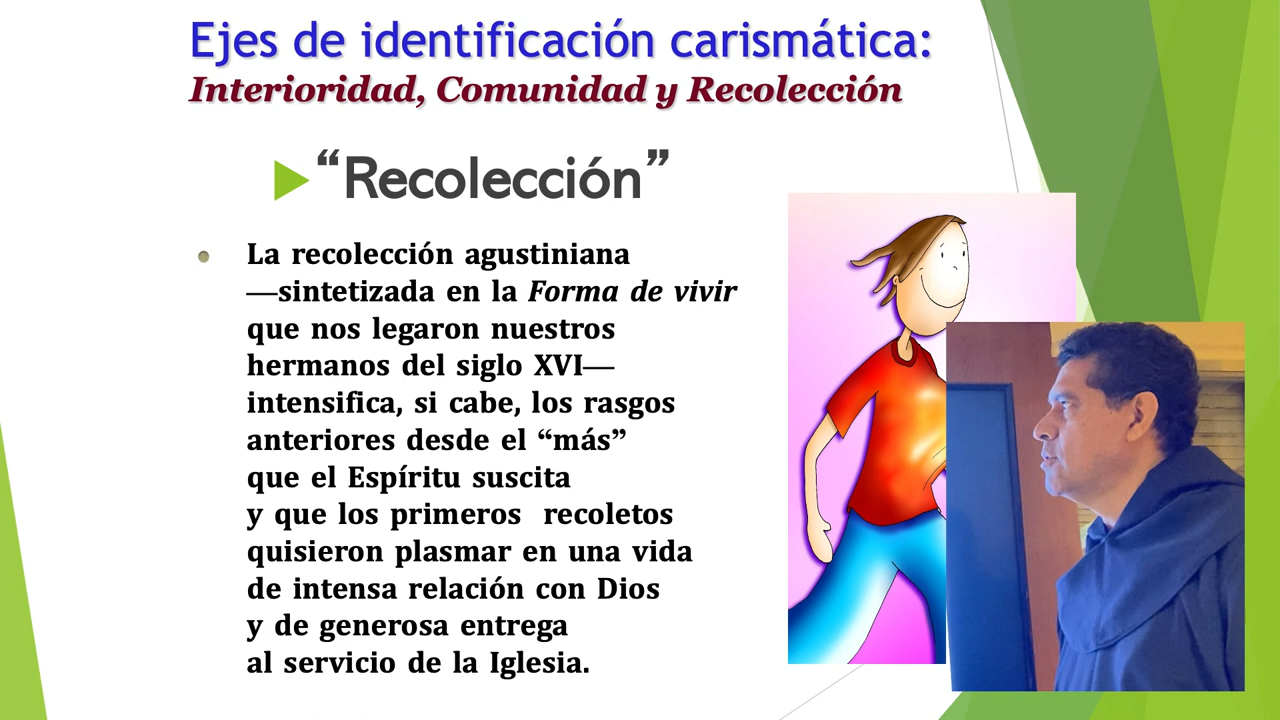 Ejes de identificación carismática:
Interioridad, Comunidad y Recolección
“Recolección”
La recolección agustiniana
—sintetizada en la Forma de vivir
que nos legaron nuestros
hermanos del siglo XVI—
intensifica, si cabe, los rasgos
anteriores desde el “más”
que el Espíritu suscita
y que los primeros recoletos
quisieron plasmar en una vida
de intensa relación con Dios
y de generosa entrega
al servicio de la Iglesia.